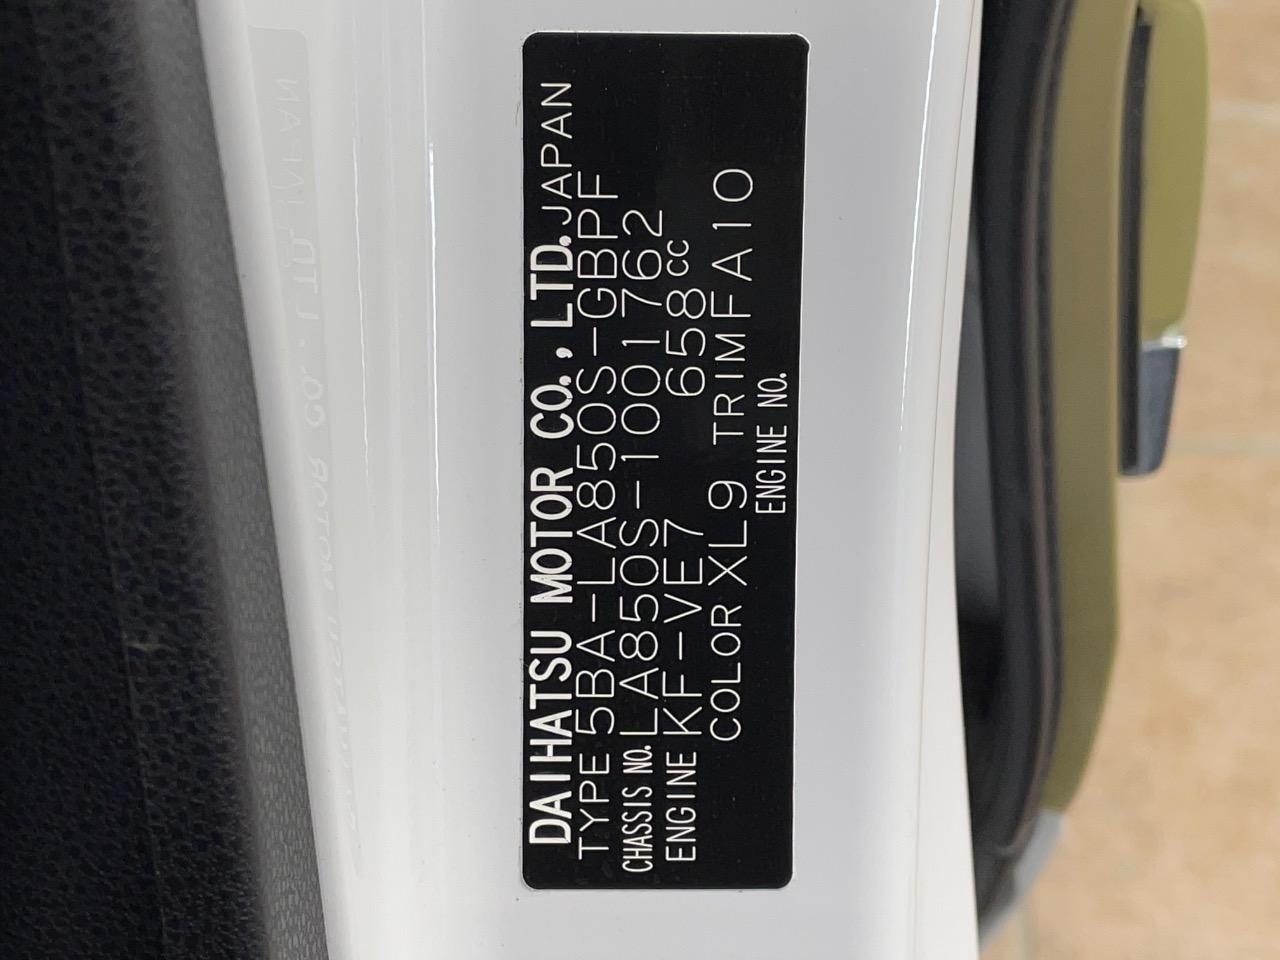 DAIHATSU MOTOR CO., LTD. JAPAN
TYPE 5BA-LA850S-GBPF
CHASSIS NO. LA850S-1001762
ENGINE KF-VE7 658cc
COLOR XL9 TRIM FA10
ENGINE NO.